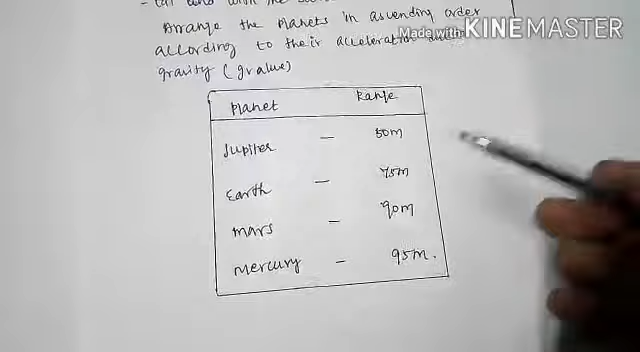 Made with KINEMASTER
Arrange the Planets in ascending order
according to their acceleration
gravity (g value)
Planet Range
Jupiter — 50m
Earth — 75m
mars — 90m
mercury — 95m.